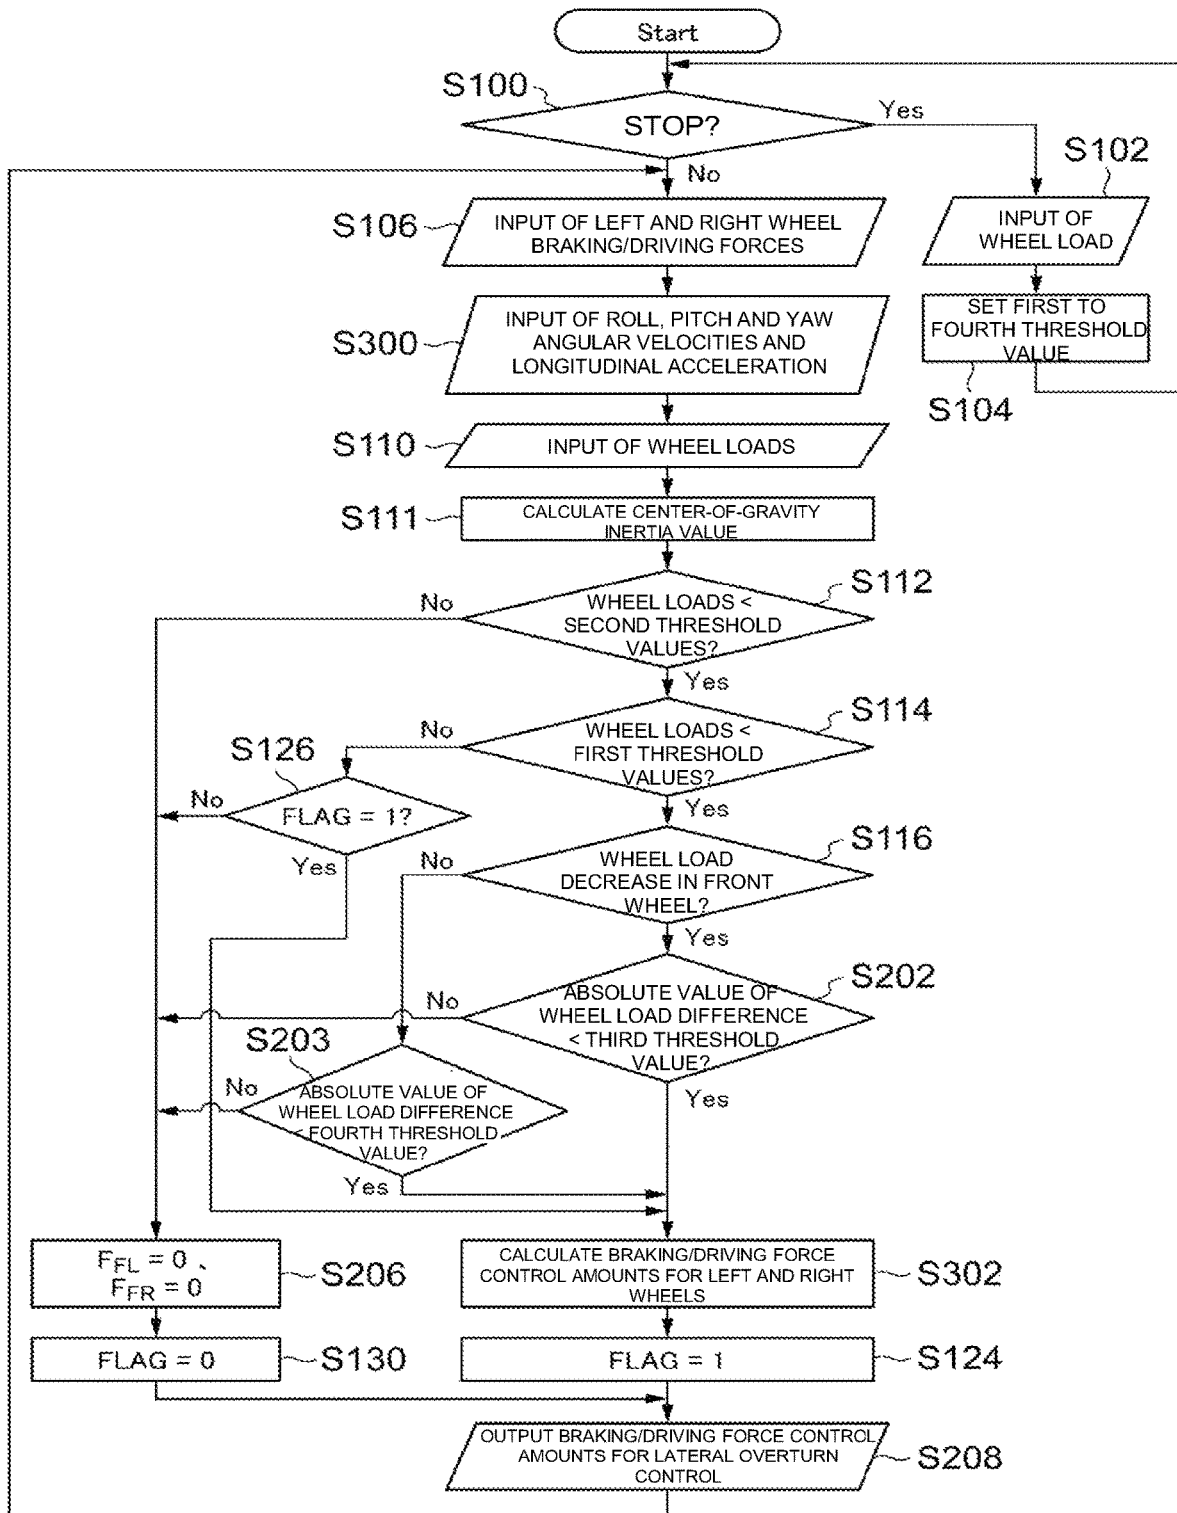 Start
S100
STOP?
Yes
No
S102
INPUT OF
WHEEL LOAD
S106
INPUT OF LEFT AND RIGHT WHEEL
BRAKING/DRIVING FORCES
SET FIRST TO
FOURTH THRESHOLD
VALUE
S104
S300
INPUT OF ROLL, PITCH AND YAW
ANGULAR VELOCITIES AND
LONGITUDINAL ACCELERATION
S110
INPUT OF WHEEL LOADS
S111
CALCULATE CENTER-OF-GRAVITY
INERTIA VALUE
S112
No
WHEEL LOADS <
SECOND THRESHOLD
VALUES?
Yes
S114
No
WHEEL LOADS <
FIRST THRESHOLD
VALUES?
Yes
S126
No
FLAG = 1?
Yes
S116
No
WHEEL LOAD
DECREASE IN FRONT
WHEEL?
Yes
S202
No
ABSOLUTE VALUE OF
WHEEL LOAD DIFFERENCE
< THIRD THRESHOLD
VALUE?
Yes
S203
No
ABSOLUTE VALUE OF
WHEEL LOAD DIFFERENCE
< FOURTH THRESHOLD
VALUE?
Yes
FFL = 0 、
FFR = 0
S206
CALCULATE BRAKING/DRIVING FORCE
CONTROL AMOUNTS FOR LEFT AND RIGHT
WHEELS
S302
FLAG = 0
S130
FLAG = 1
S124
OUTPUT BRAKING/DRIVING FORCE CONTROL
AMOUNTS FOR LATERAL OVERTURN
CONTROL
S208